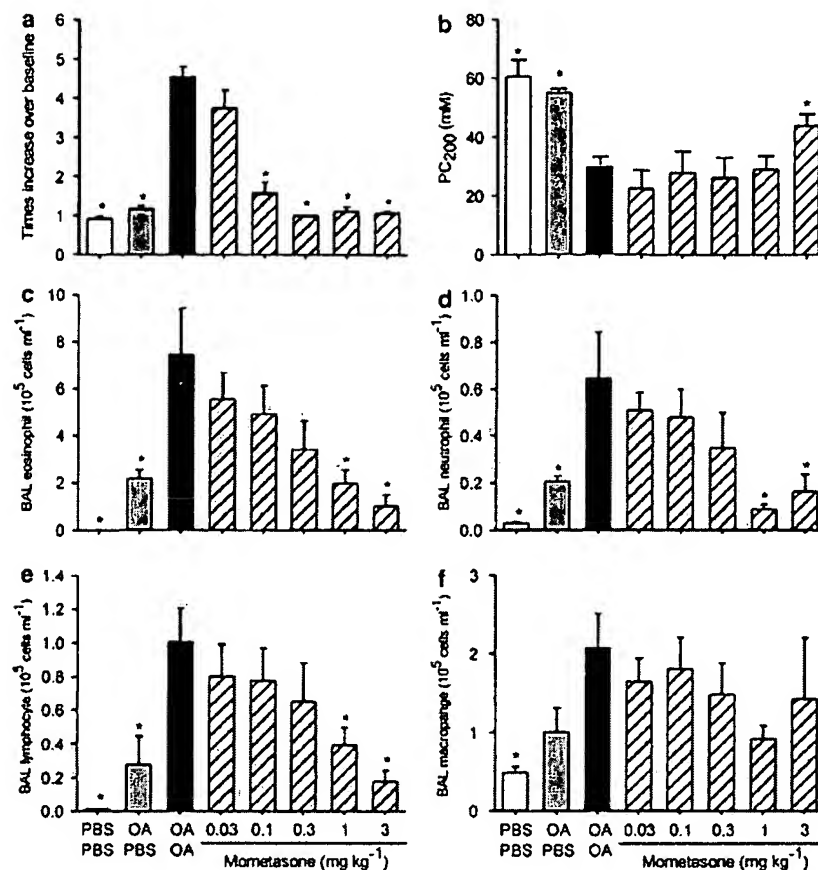 a
Times increase over baseline
6
5
4
3
2
1
0
* * * * * *
b
PC200 (mM)
80
60
40
20
0
* * *
c
BAL eosinophil (10^5 cells ml^-1)
10
8
6
4
2
0
* * * *
d
BAL neutrophil (10^5 cells ml^-1)
1.0
0.8
0.6
0.4
0.2
0.0
* * * *
e
BAL lymphocyte (10^5 cells ml^-1)
1.4
1.2
1.0
0.8
0.6
0.4
0.2
0.0
* * * *
PBS OA OA 0.03 0.1 0.3 1 3
PBS PBS OA Mometasone (mg kg^-1)
f
BAL macropange (10^5 cells ml^-1)
3
2
1
0
*
PBS OA OA 0.03 0.1 0.3 1 3
PBS PBS OA Mometasone (mg kg^-1)